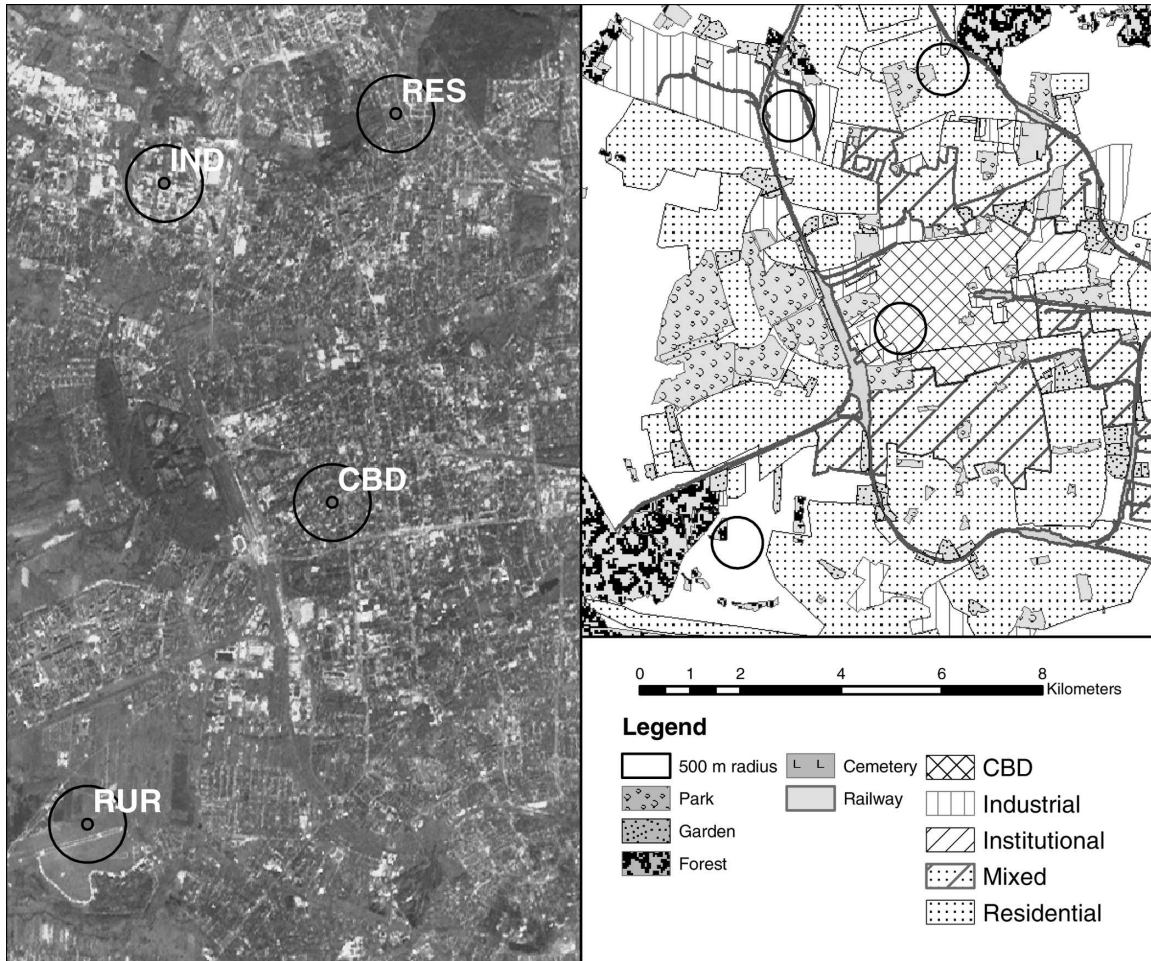 RES
IND
CBD
RUR
0 1 2 4 6 8
Kilometers
Legend
500 m radius
Park
Garden
Forest
Cemetery
Railway
CBD
Industrial
Institutional
Mixed
Residential